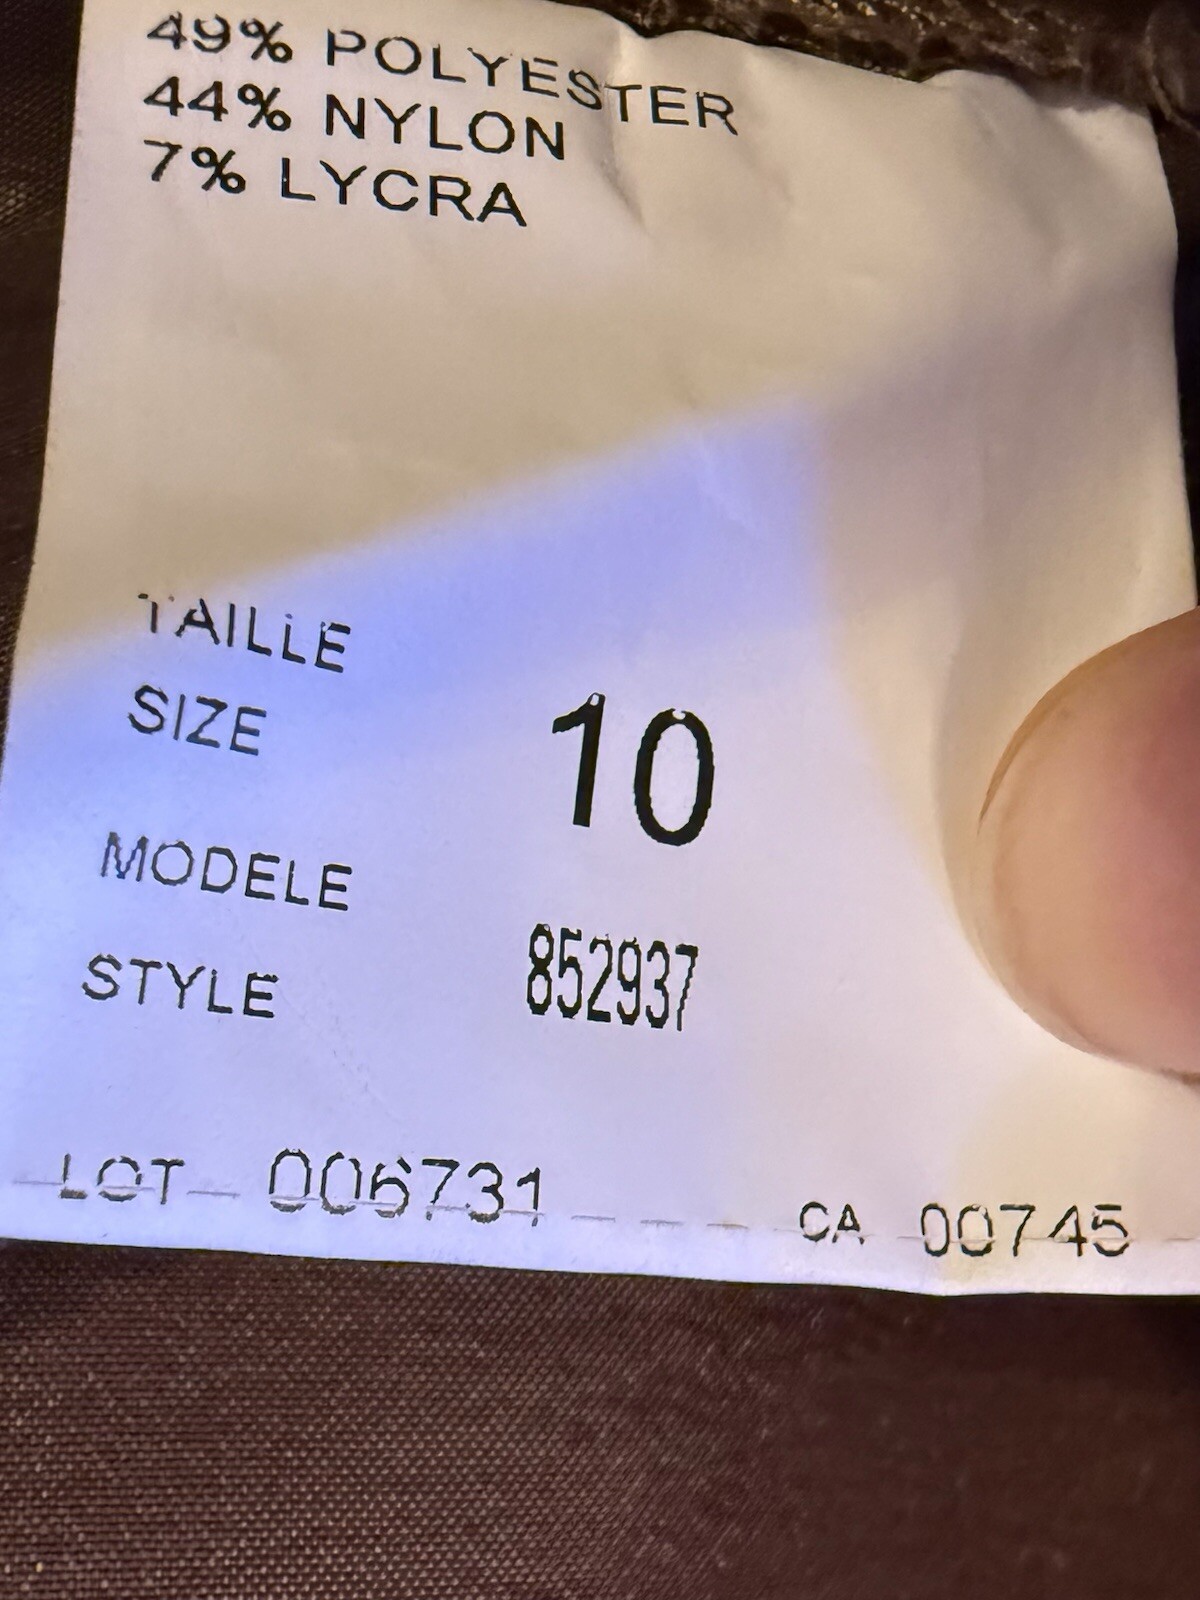 49% POLYESTER
44% NYLON
7% LYCRA
TAILLE
SIZE 10
MODELE
STYLE 852937
LOT 006731 CA 00745